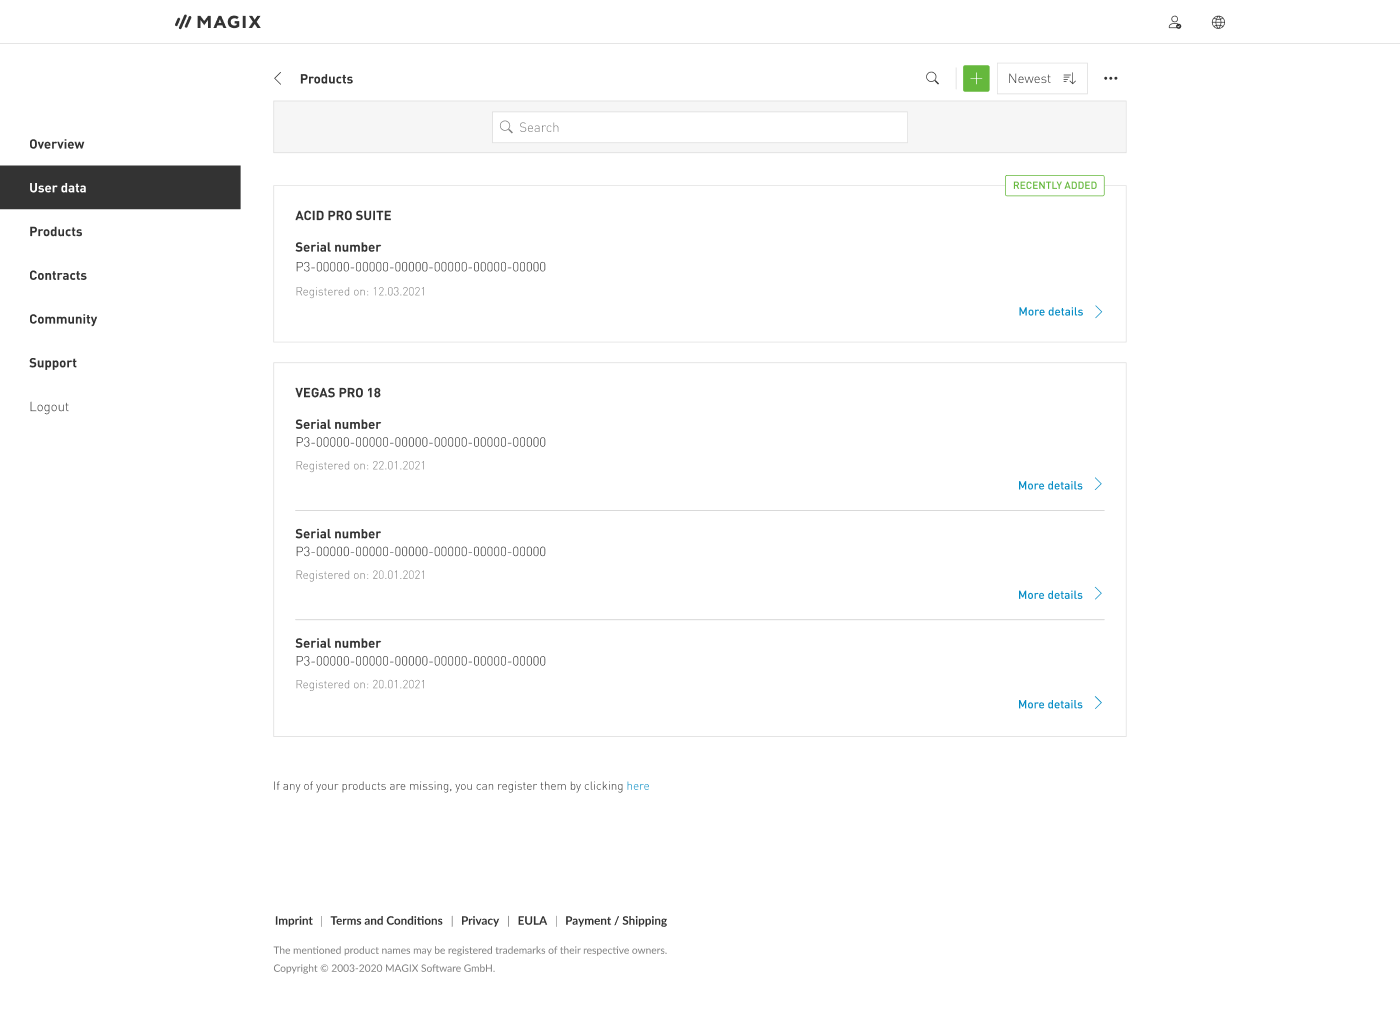 MAGIX
Products
Newest
Search
Overview
User data
Products
Contracts
Community
Support
Logout
RECENTLY ADDED
ACID PRO SUITE
Serial number
P3-00000-00000-00000-00000-00000-00000
Registered on: 12.03.2021
More details
VEGAS PRO 18
Serial number
P3-00000-00000-00000-00000-00000-00000
Registered on: 22.01.2021
More details
Serial number
P3-00000-00000-00000-00000-00000-00000
Registered on: 20.01.2021
More details
Serial number
P3-00000-00000-00000-00000-00000-00000
Registered on: 20.01.2021
More details
If any of your products are missing, you can register them by clicking here
Imprint | Terms and Conditions | Privacy | EULA | Payment / Shipping
The mentioned product names may be registered trademarks of their respective owners.
Copyright © 2003-2020 MAGIX Software GmbH.